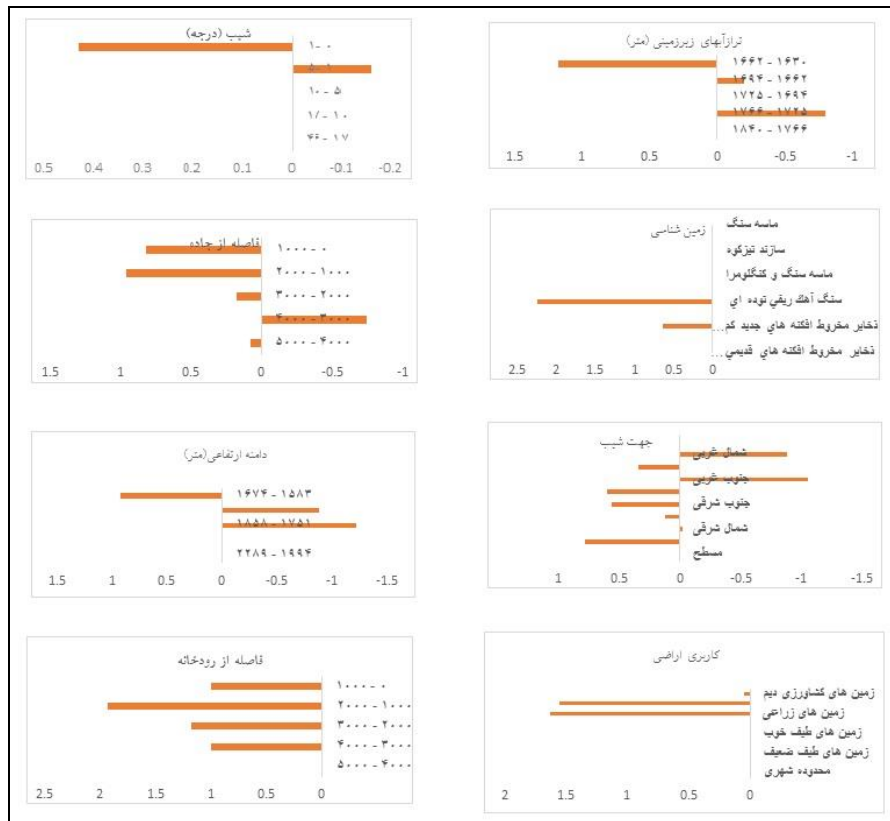 ترازآبهای زیرزمینی (متر)
۱۶۶۲ - ۱۶۳۰
۱۶۹۴ - ۱۶۶۲
۱۷۲۵ - ۱۶۹۴
۱۷۶۶ - ۱۷۲۵
۱۸۴۰ - ۱۷۶۶
1.5 1 0.5 0 -0.5 -1
شیب (درجه)
۱ - ۰
۵ - ۱
۱۰ - ۵
۱۷ - ۱۰
۴۶ - ۱۷
0.5 0.4 0.3 0.2 0.1 0 -0.1 -0.2
زمین شناسی
ماسه سنگ
سازند تیزکوه
ماسه سنگ و کنگلومرا
سنگ آهك ریفي توده اي
ذخایر مخروط افکنه هاي جدید کم...
ذخایر مخروط افکنه هاي قدیمي...
2.5 2 1.5 1 0.5 0
فاصله از جاده
۱۰۰۰ - ۰
۲۰۰۰ - ۱۰۰۰
۳۰۰۰ - ۲۰۰۰
۴۰۰۰ - ۳۰۰۰
۵۰۰۰ - ۴۰۰۰
1 0.5 0 -0.5 -1
جهت شیب
شمال غربی
جنوب غربی
جنوب شرقی
شمال شرقی
مسطح
1 0.5 0 -0.5 -1 -1.5
دامنه ارتفاعی(متر)
۱۶۷۴ - ۱۵۸۳
۱۸۵۸ - ۱۷۵۱
۲۲۸۹ - ۱۹۹۴
1.5 1 0.5 0 -0.5 -1 -1.5
کاربری اراضی
زمین های کشاورزی دیم
زمین های زراعی
زمین های طیف خوب
زمین های طیف ضعیف
محدوده شهری
2 1.5 1 0.5 0
فاصله از رودخانه
۱۰۰۰ - ۰
۲۰۰۰ - ۱۰۰۰
۳۰۰۰ - ۲۰۰۰
۴۰۰۰ - ۳۰۰۰
۵۰۰۰ - ۴۰۰۰
2.5 2 1.5 1 0.5 0